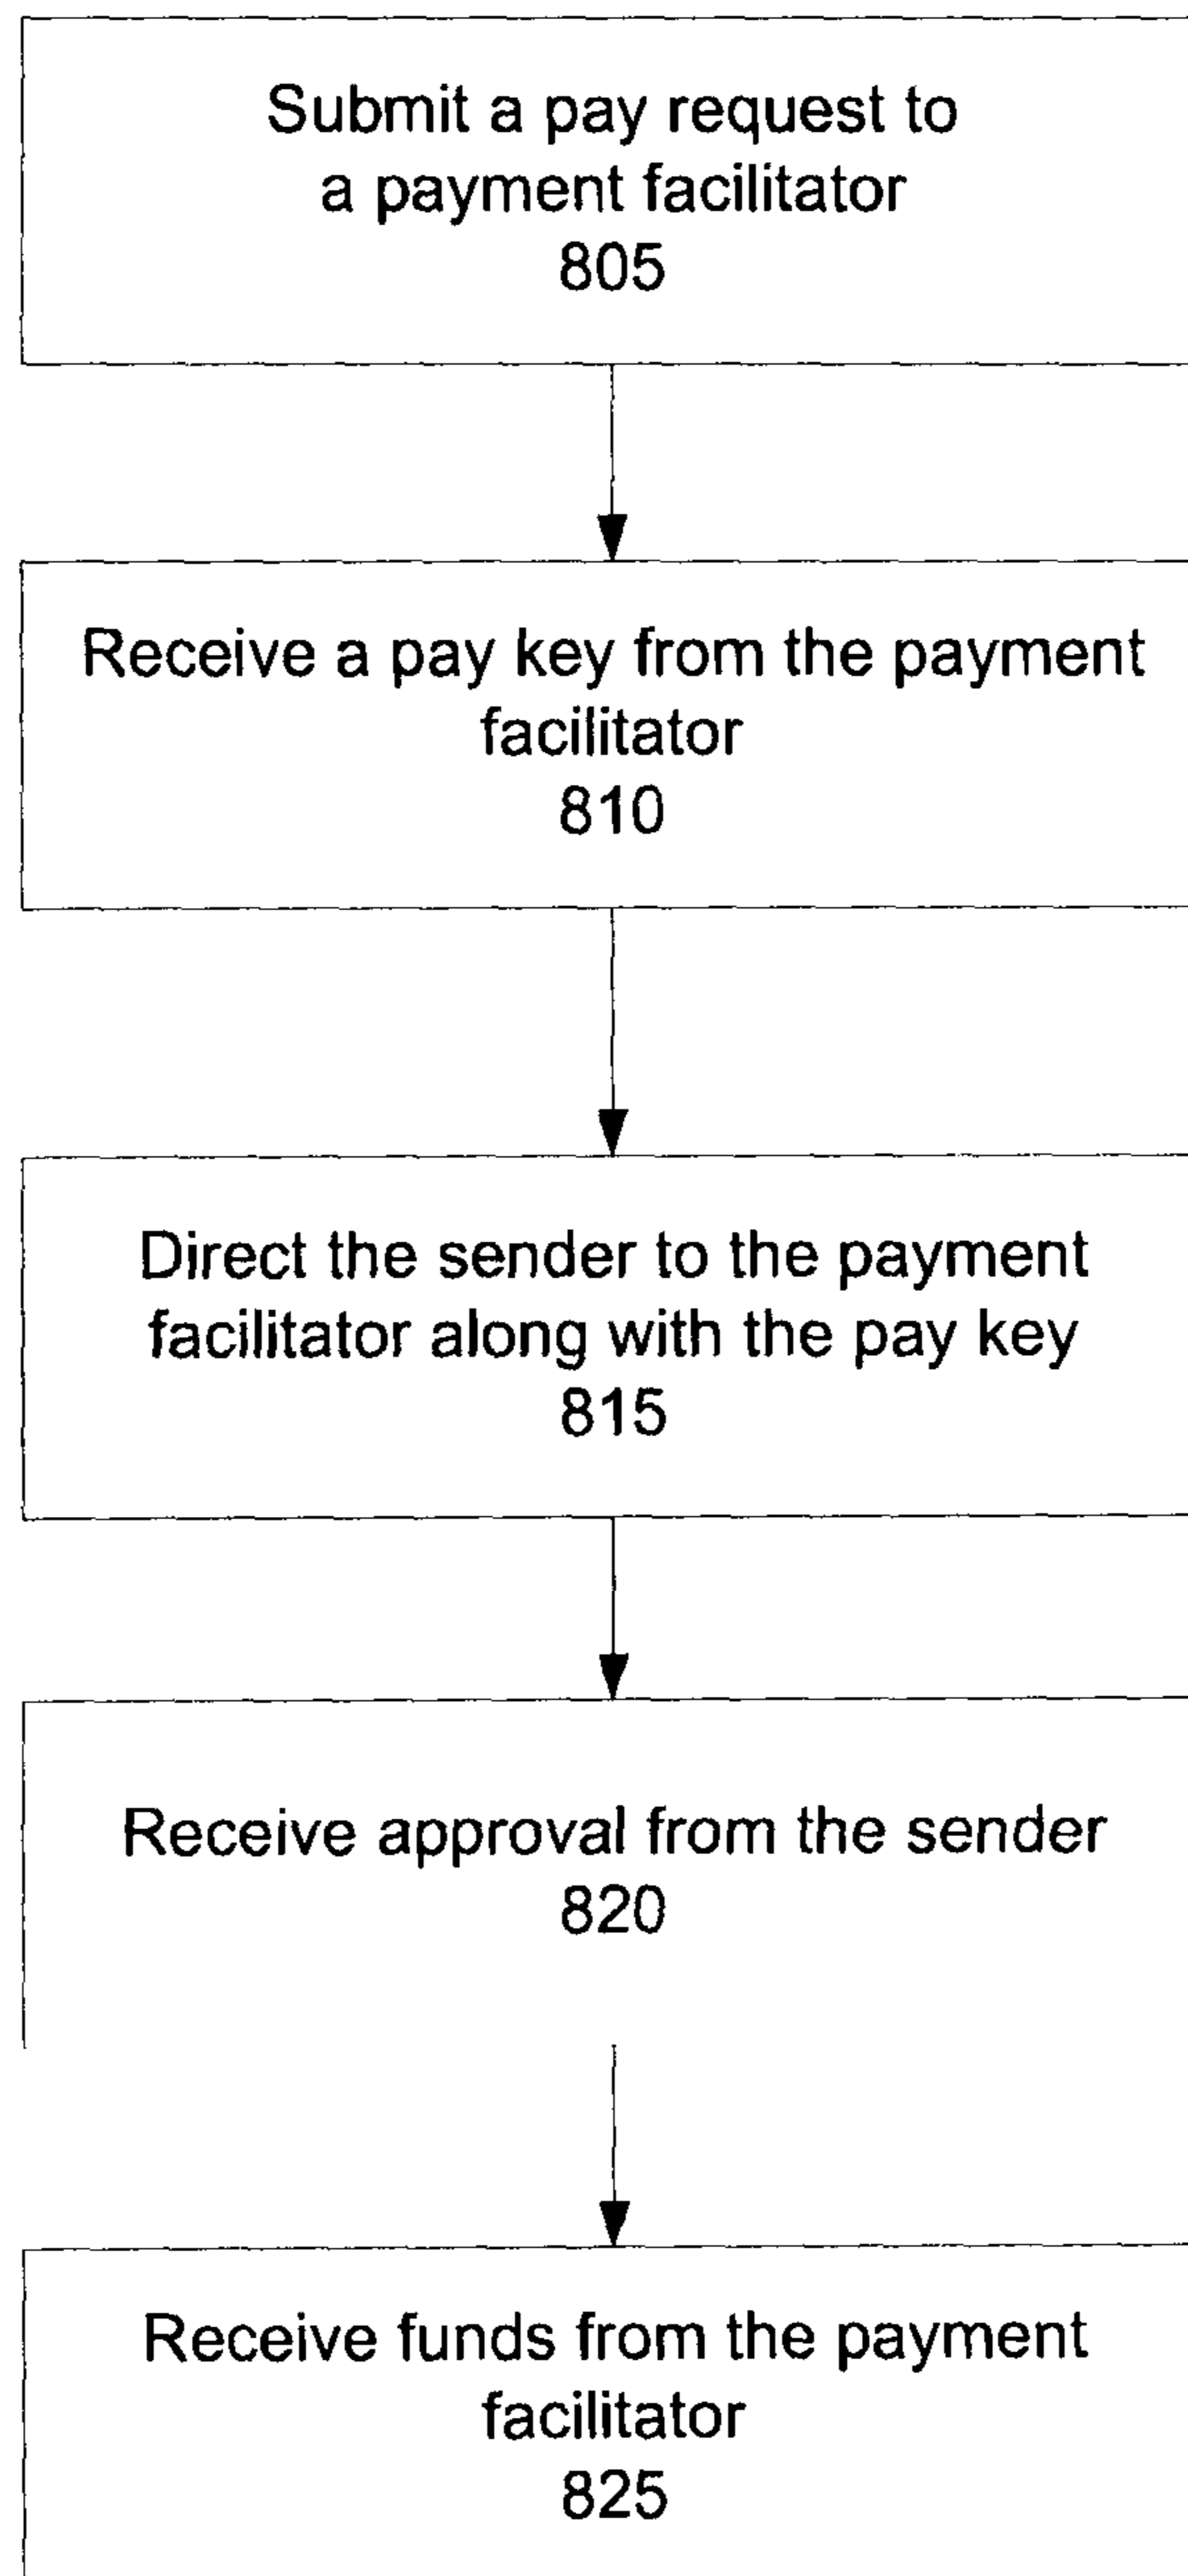 Submit a pay request to
a payment facilitator
805
Receive a pay key from the payment
facilitator
810
Direct the sender to the payment
facilitator along with the pay key
815
Receive approval from the sender
820
Receive funds from the payment
facilitator
825